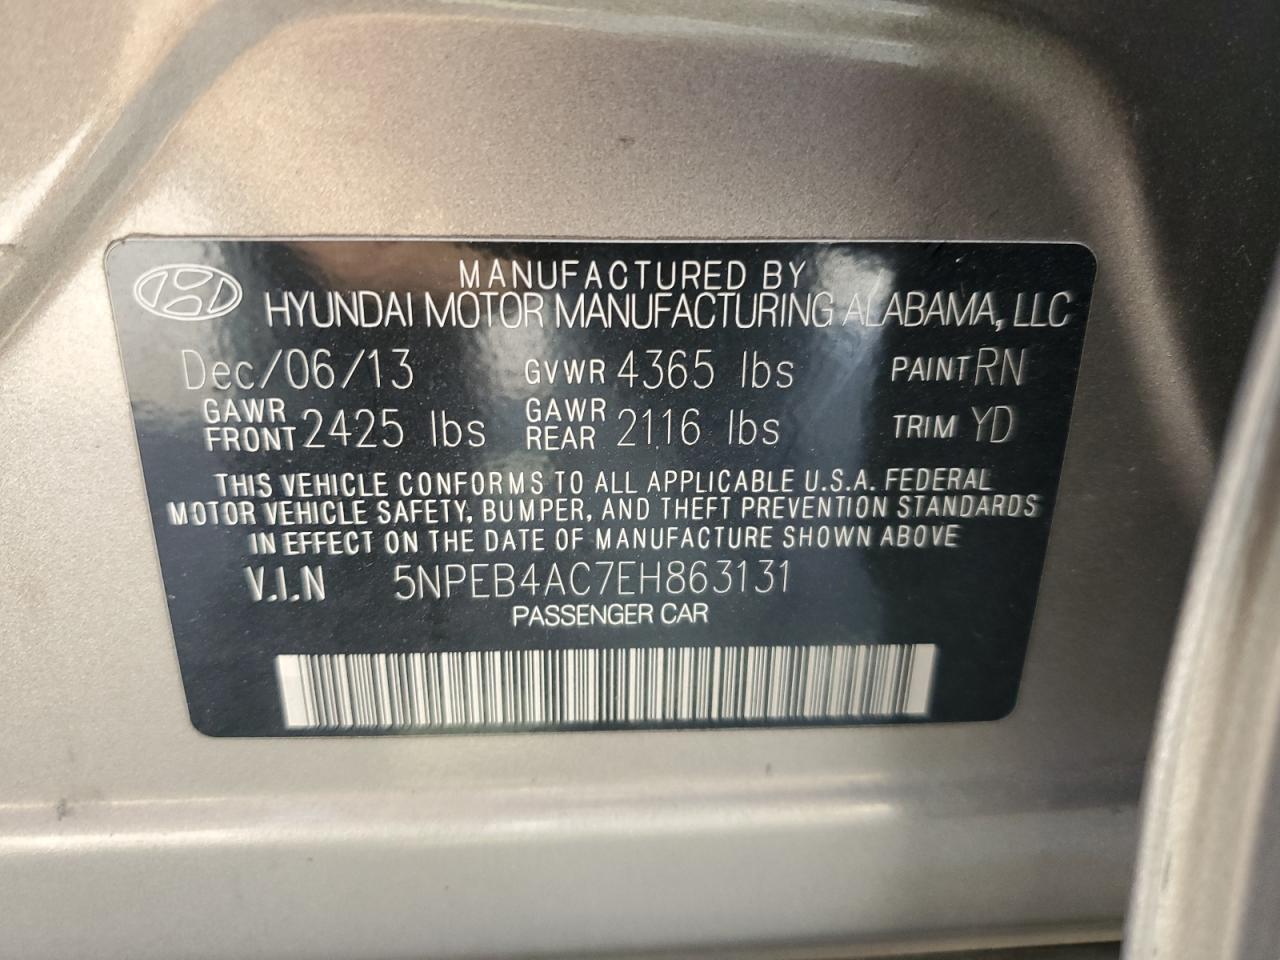 MANUFACTURED BY
HYUNDAI MOTOR MANUFACTURING ALABAMA, LLC
Dec/06/13 GVWR 4365 lbs PAINT RN
GAWR FRONT 2425 lbs GAWR REAR 2116 lbs TRIM YD
THIS VEHICLE CONFORMS TO ALL APPLICABLE U.S.A. FEDERAL
MOTOR VEHICLE SAFETY, BUMPER, AND THEFT PREVENTION STANDARDS
IN EFFECT ON THE DATE OF MANUFACTURE SHOWN ABOVE
V.I.N 5NPEB4AC7EH863131
PASSENGER CAR